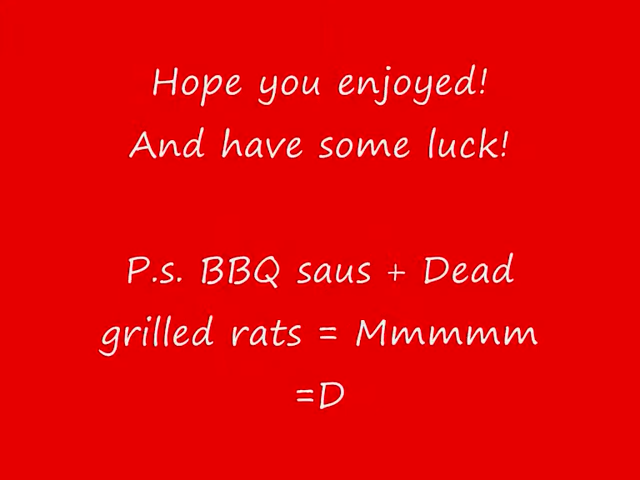 Hope you enjoyed!
And have some luck!
P.s. BBQ saus + Dead
grilled rats = Mmmmm
=D